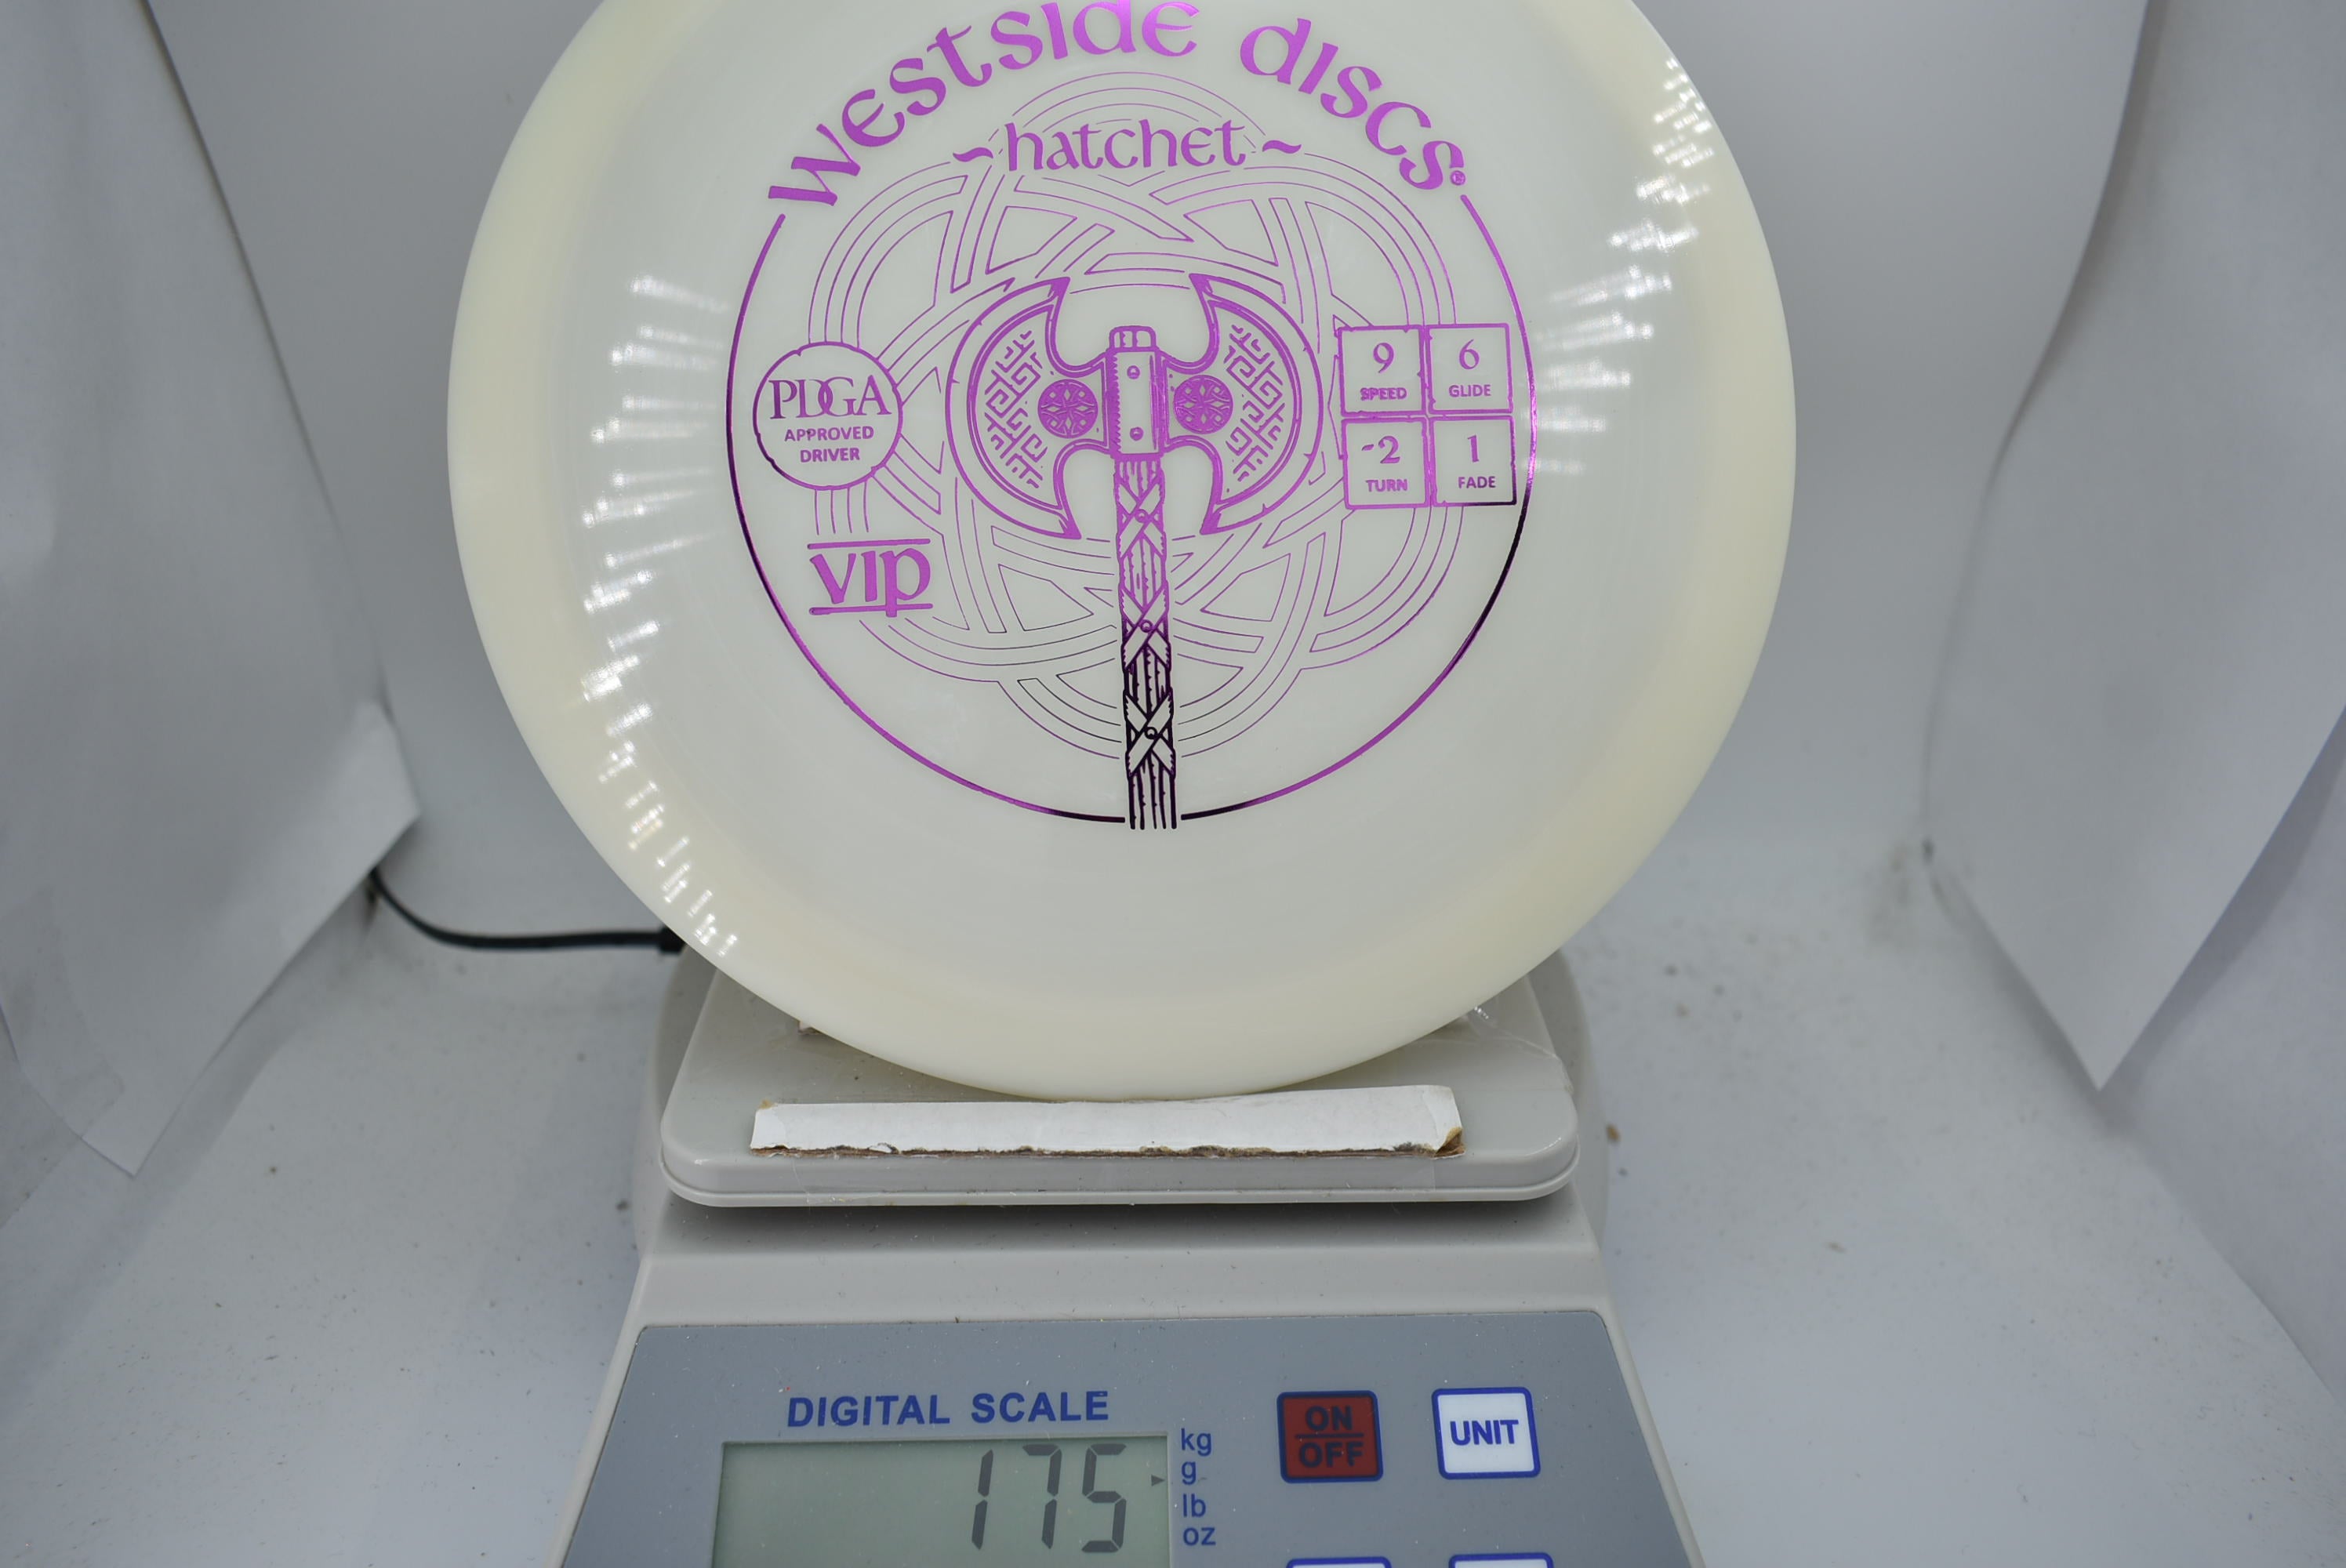 westside discs®
~hatchet~
9
SPEED
6
GLIDE
PDGA
APPROVED
DRIVER
-2
TURN
1
FADE
vip
DIGITAL SCALE
175
kg
g
lb
oz
ON
OFF
UNIT